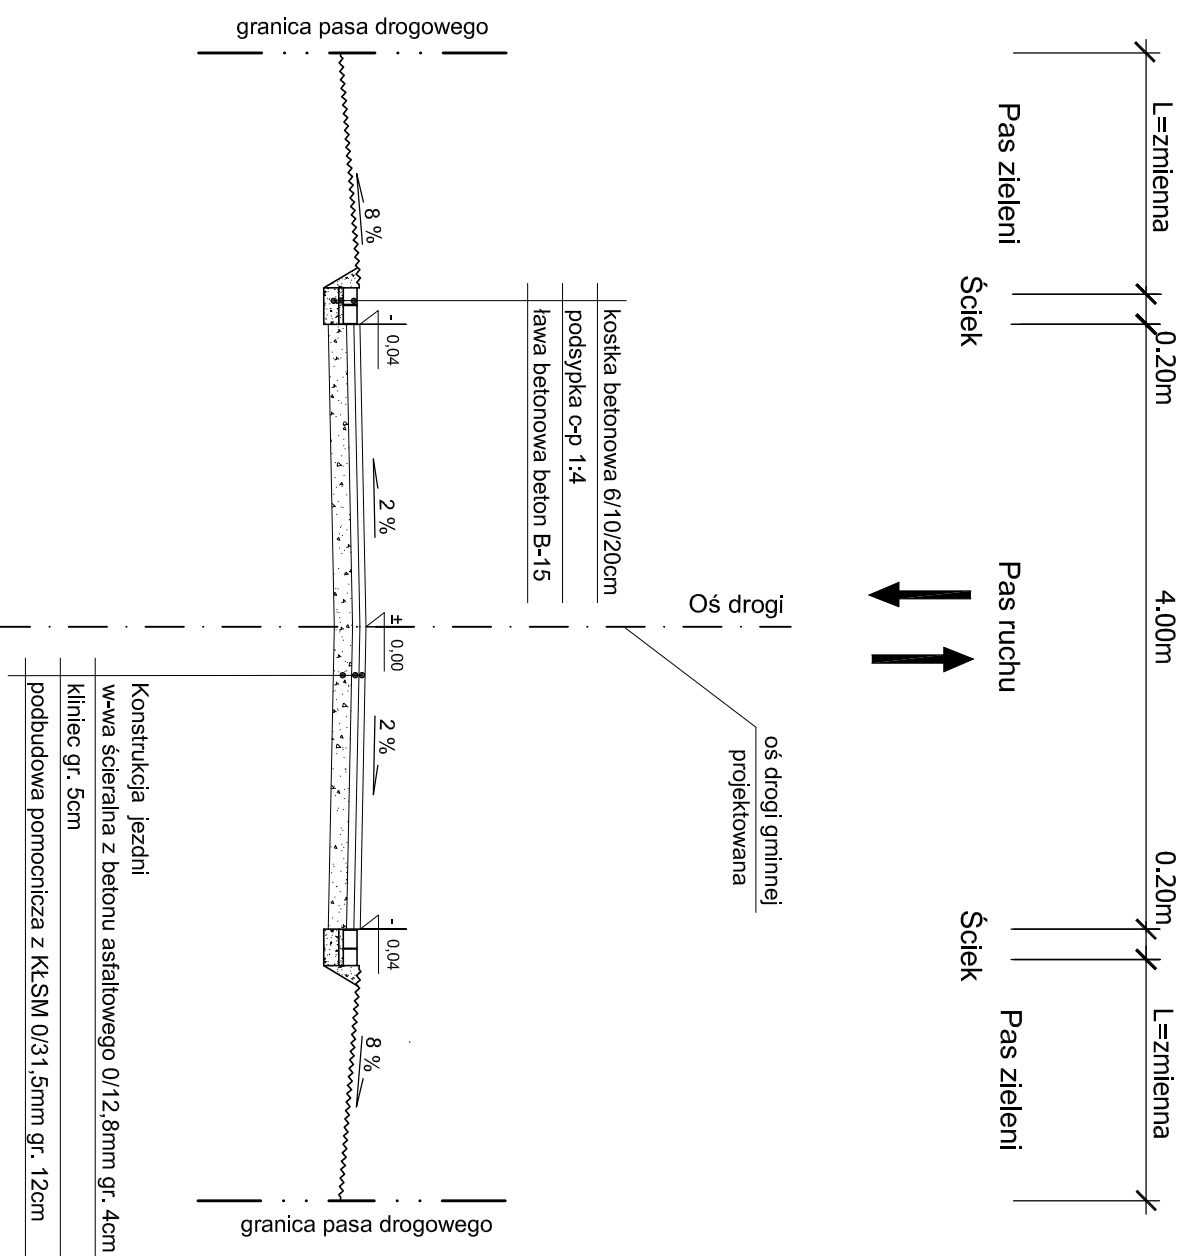 L=zmienna
0.20m
4.00m
0.20m
L=zmienna
Pas zieleni
Ściek
Pas ruchu
Ściek
Pas zieleni
oś drogi gminnej
projektowana
Oś drogi
kostka betonowa 6/10/20cm
podsypka c-p 1:4
ława betonowa beton B-15
granica pasa drogowego
8 %
- 0,04
2 %
± 0,00
2 %
- 0,04
8 %
granica pasa drogowego
Konstrukcja jezdni
w-wa ścieralna z betonu asfaltowego 0/12,8mm gr. 4cm
kliniec gr. 5cm
podbudowa pomocnicza z KŁSM 0/31,5mm gr. 12cm